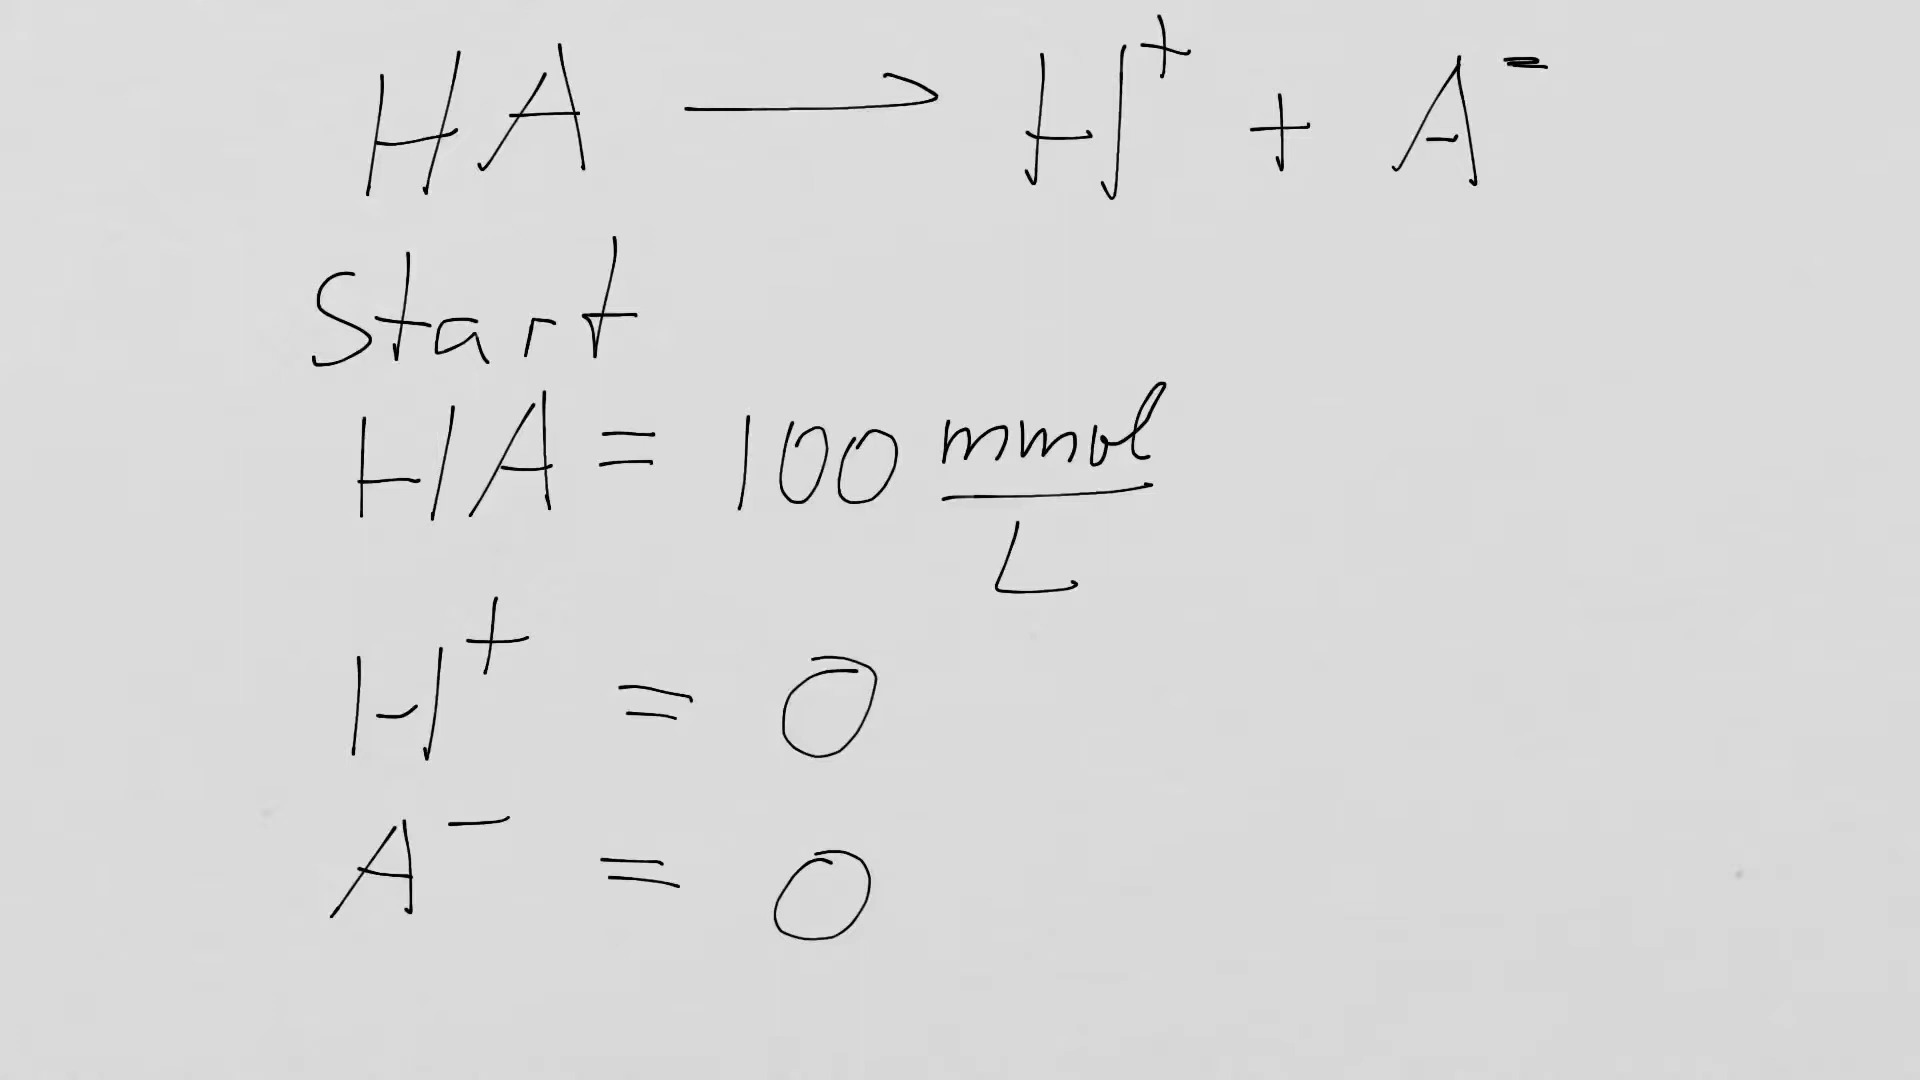 HA → H⁺ + A⁻
Start
HA = 100 mmol/L
H⁺ = 0
A⁻ = 0